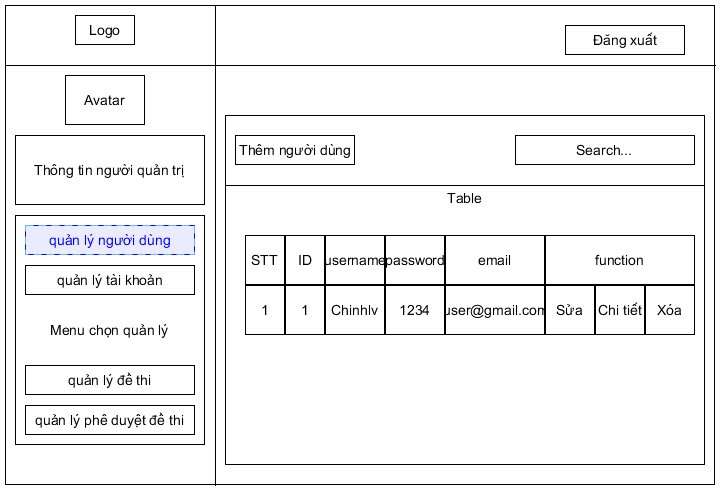 Logo
Đăng xuất
Avatar
Thông tin người quản trị
quản lý người dùng
quản lý tài khoản
Menu chọn quản lý
quản lý đề thi
quản lý phê duyệt đề thi
Thêm người dùng
Search...
Table
STT ID username password email function
1 1 Chinhlv 1234 user@gmail.com Sửa Chi tiết Xóa